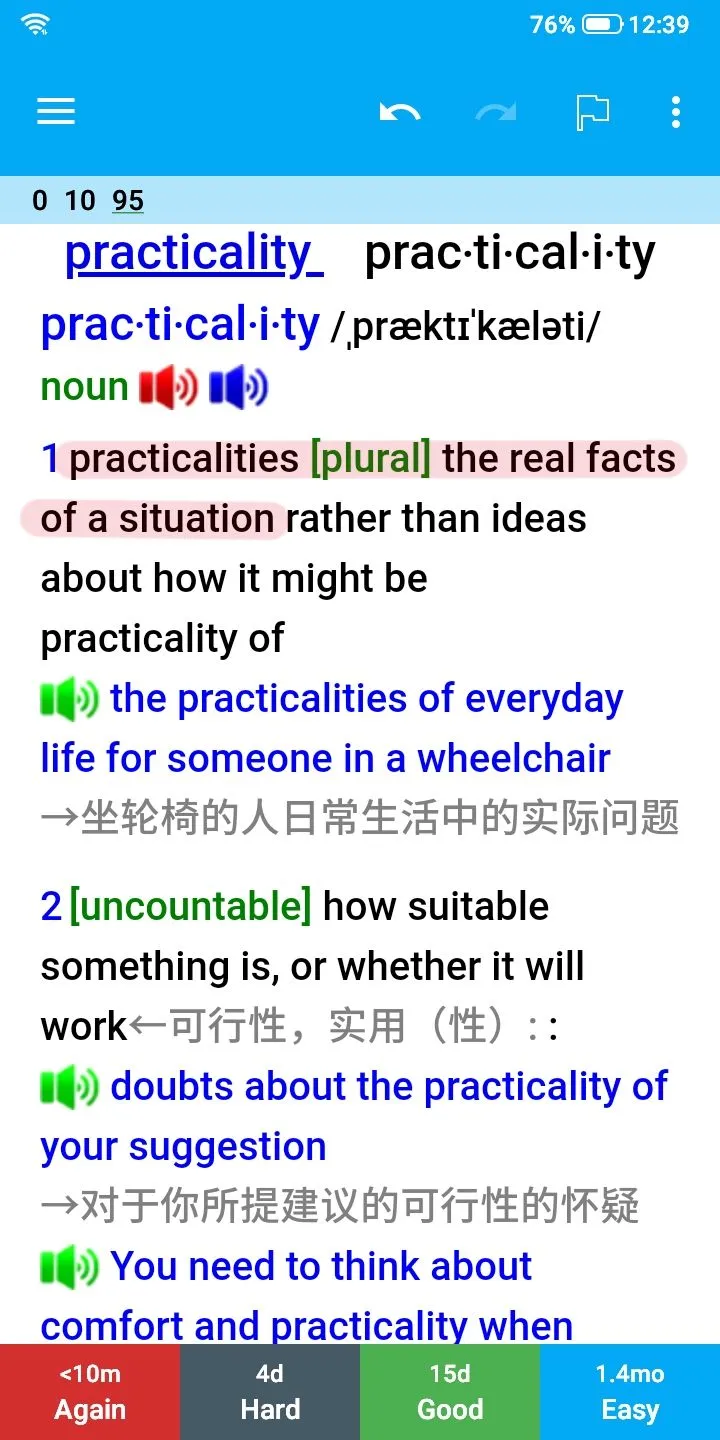 76% 12:39
0 10 95
practicality prac·ti·cal·i·ty
prac·ti·cal·i·ty /ˌpræktɪˈkæləti/
noun
1 practicalities [plural] the real facts
of a situation rather than ideas
about how it might be
practicality of
the practicalities of everyday
life for someone in a wheelchair
→坐轮椅的人日常生活中的实际问题
2 [uncountable] how suitable
something is, or whether it will
work←可行性，实用（性）: :
doubts about the practicality of
your suggestion
→对于你所提建议的可行性的怀疑
You need to think about
comfort and practicality when
<10m 4d 15d 1.4mo
Again Hard Good Easy